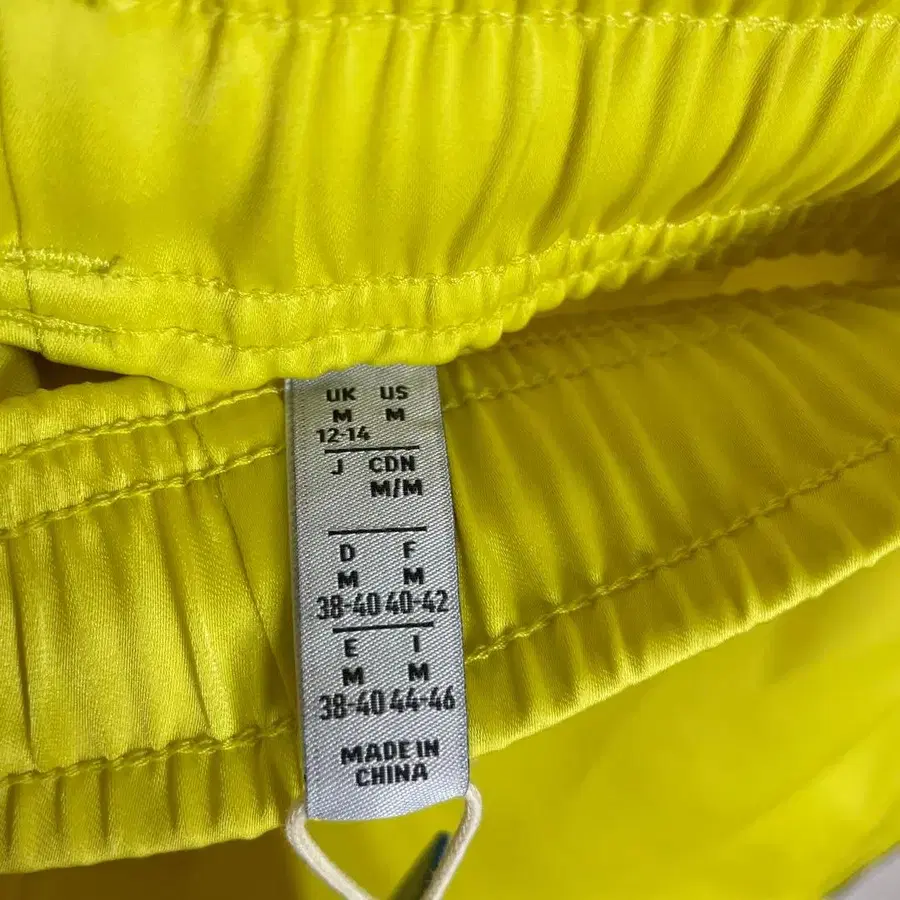 UK US
M M
12-14
J CDN
M/M
D F
M M
38-40 40-42
E I
M M
38-40 44-46
MADE IN
CHINA